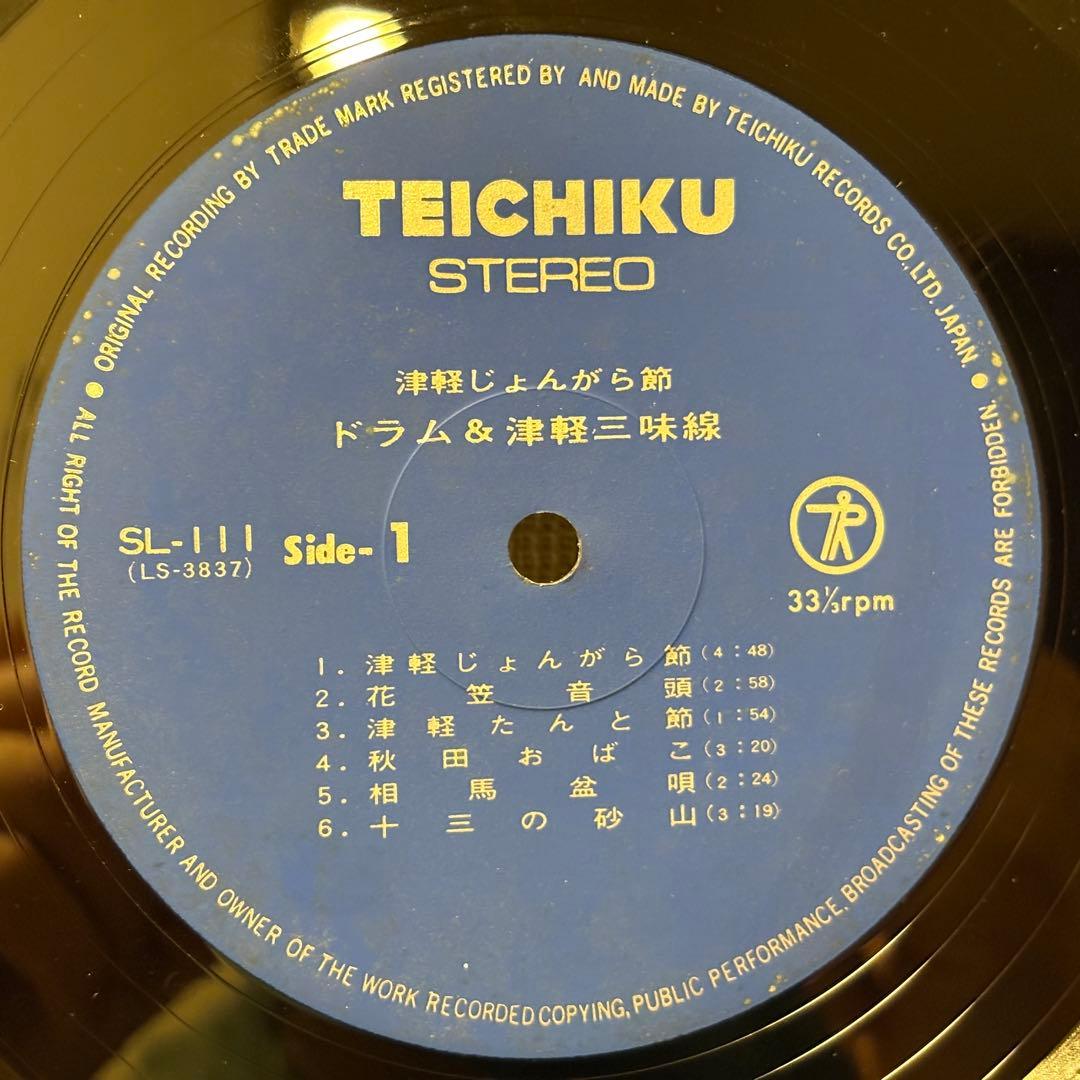 ● ORIGINAL RECORDING BY TRADE MARK REGISTERED BY AND MADE BY TEICHIKU RECORDS CO., LTD. JAPAN. ●
TEICHIKU
STEREO
津軽じょんがら節
ドラム&津軽三味線
SL-111 Side-1
(LS-3837)
TR
33⅓rpm
1. 津軽じょんがら節 (4:48)
2. 花笠音頭 (2:58)
3. 津軽たんと節 (1:54)
4. 秋田おばこ (3:20)
5. 相馬盆唄 (2:24)
6. 十三の砂山 (3:19)
ALL RIGHT OF THE RECORD MANUFACTURER AND OWNER OF THE WORK RECORDED COPYING, PUBLIC PERFORMANCE, BROADCASTING OF THESE RECORDS ARE FORBIDDEN.